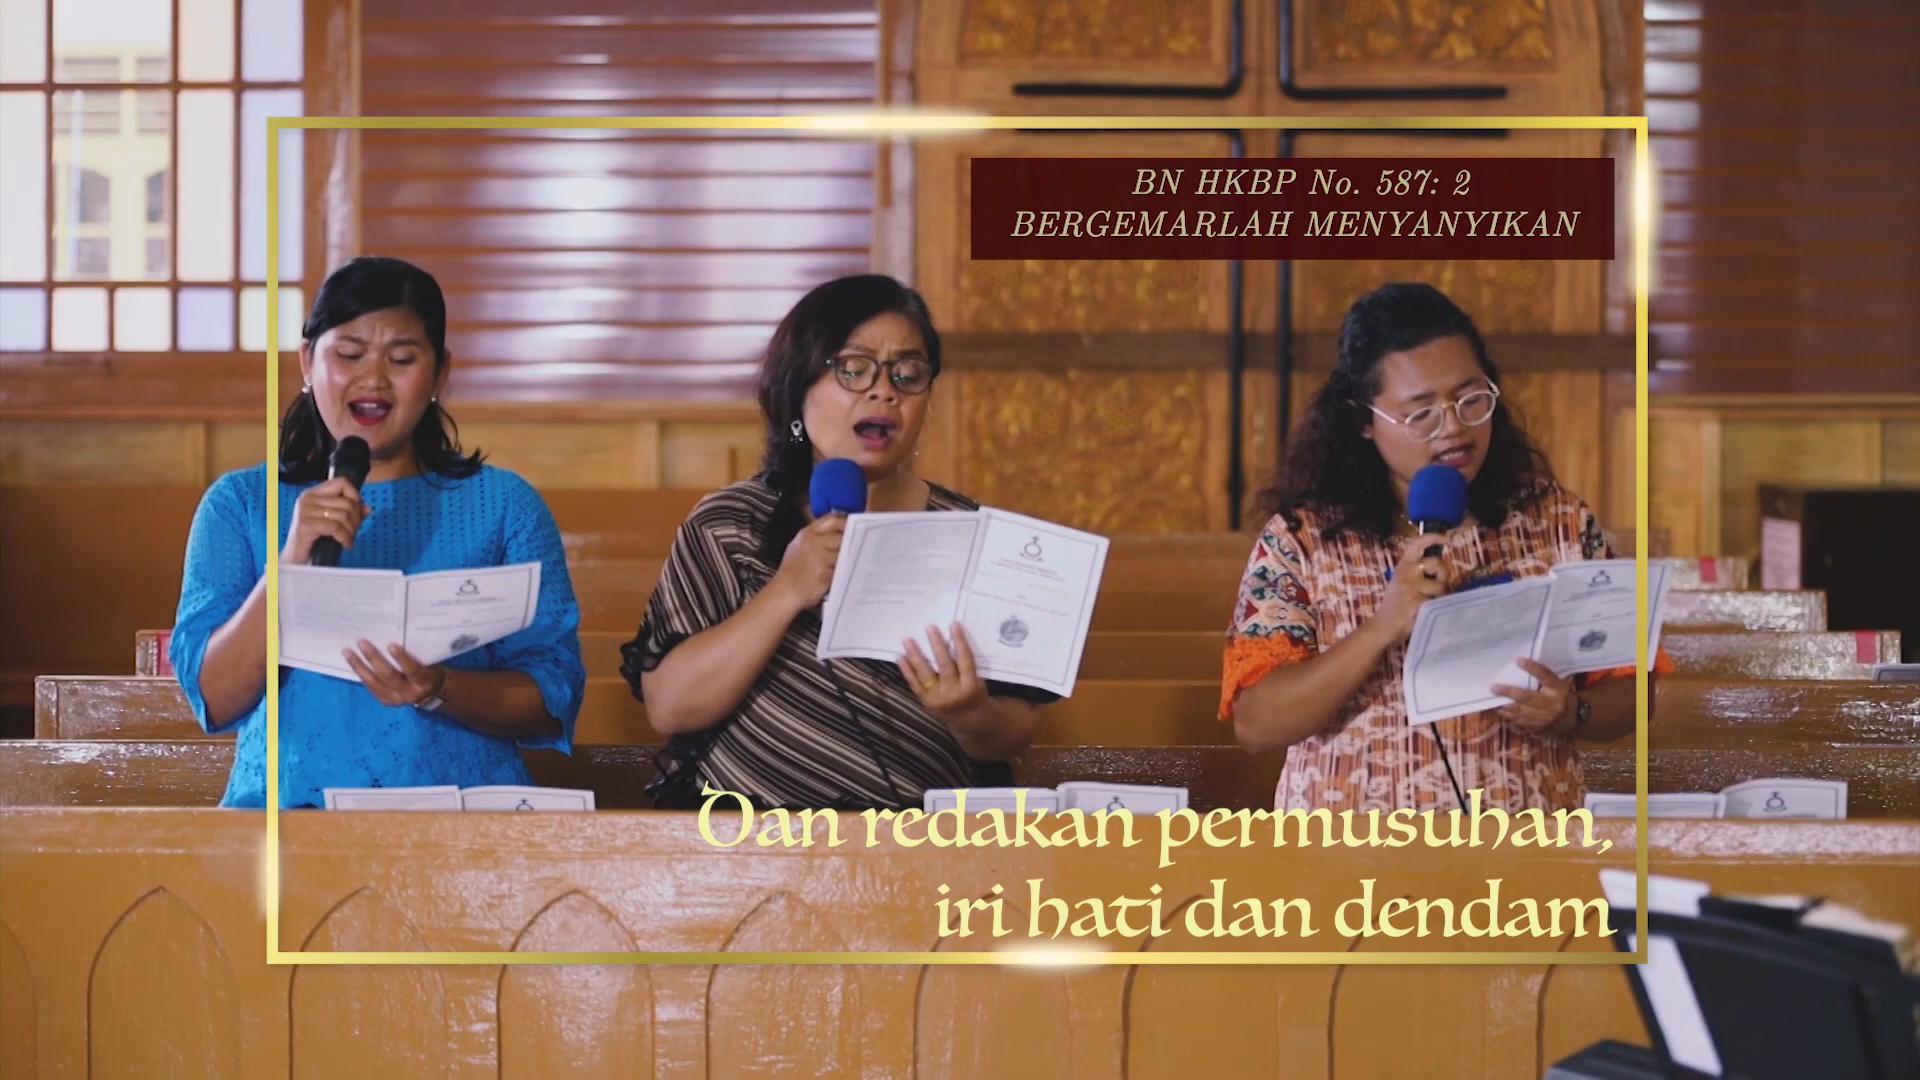 BN HKBP No. 587: 2
BERGEMARLAH MENYANYIKAN
Dan redakan permusuhan,
iri hati dan dendam